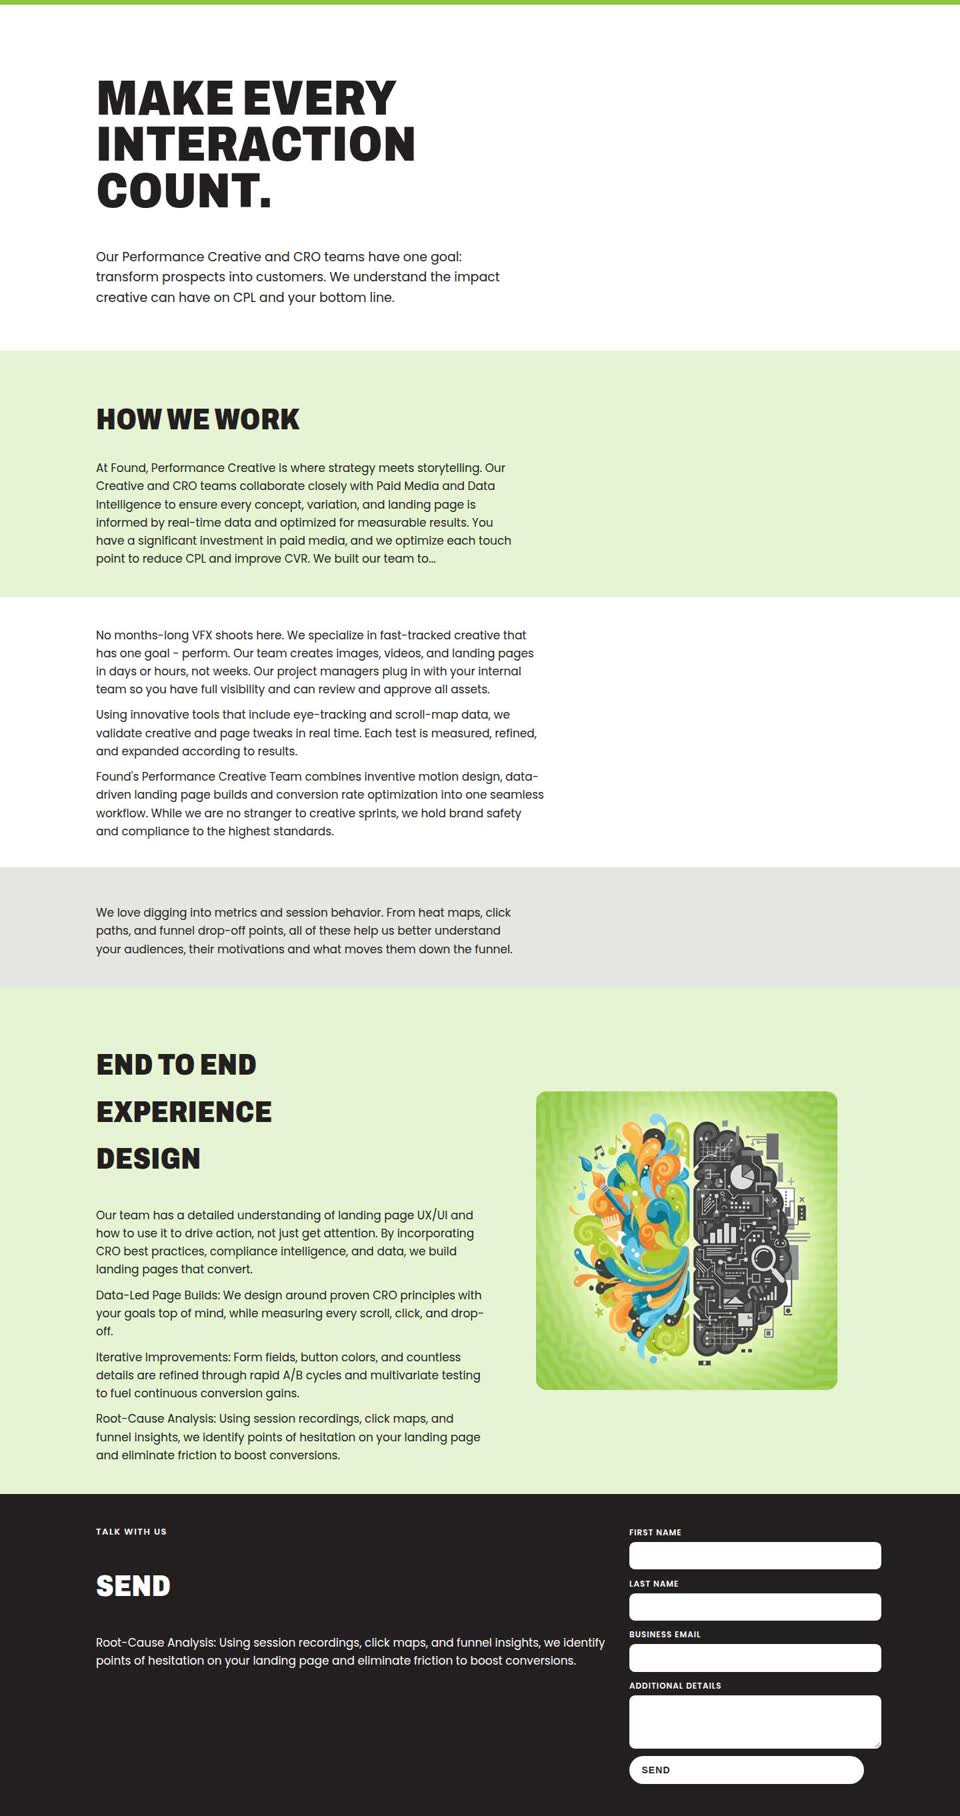 MAKE EVERY
INTERACTION
COUNT.
Our Performance Creative and CRO teams have one goal:
transform prospects into customers. We understand the impact
creative can have on CPL and your bottom line.
HOW WE WORK
At Found, Performance Creative is where strategy meets storytelling. Our
Creative and CRO teams collaborate closely with Paid Media and Data
Intelligence to ensure every concept, variation, and landing page is
informed by real-time data and optimized for measurable results. You
have a significant investment in paid media, and we optimize each touch
point to reduce CPL and improve CVR. We built our team to...
No months-long VFX shoots here. We specialize in fast-tracked creative that
has one goal - perform. Our team creates images, videos, and landing pages
in days or hours, not weeks. Our project managers plug in with your internal
team so you have full visibility and can review and approve all assets.
Using innovative tools that include eye-tracking and scroll-map data, we
validate creative and page tweaks in real time. Each test is measured, refined,
and expanded according to results.
Found's Performance Creative Team combines inventive motion design, data-
driven landing page builds and conversion rate optimization into one seamless
workflow. While we are no stranger to creative sprints, we hold brand safety
and compliance to the highest standards.
We love digging into metrics and session behavior. From heat maps, click
paths, and funnel drop-off points, all of these help us better understand
your audiences, their motivations and what moves them down the funnel.
END TO END
EXPERIENCE
DESIGN
Our team has a detailed understanding of landing page UX/UI and
how to use it to drive action, not just get attention. By incorporating
CRO best practices, compliance intelligence, and data, we build
landing pages that convert.
Data-Led Page Builds: We design around proven CRO principles with
your goals top of mind, while measuring every scroll, click, and drop-
off.
Iterative Improvements: Form fields, button colors, and countless
details are refined through rapid A/B cycles and multivariate testing
to fuel continuous conversion gains.
Root-Cause Analysis: Using session recordings, click maps, and
funnel insights, we identify points of hesitation on your landing page
and eliminate friction to boost conversions.
TALK WITH US
SEND
Root-Cause Analysis: Using session recordings, click maps, and funnel insights, we identify
points of hesitation on your landing page and eliminate friction to boost conversions.
FIRST NAME
LAST NAME
BUSINESS EMAIL
ADDITIONAL DETAILS
SEND